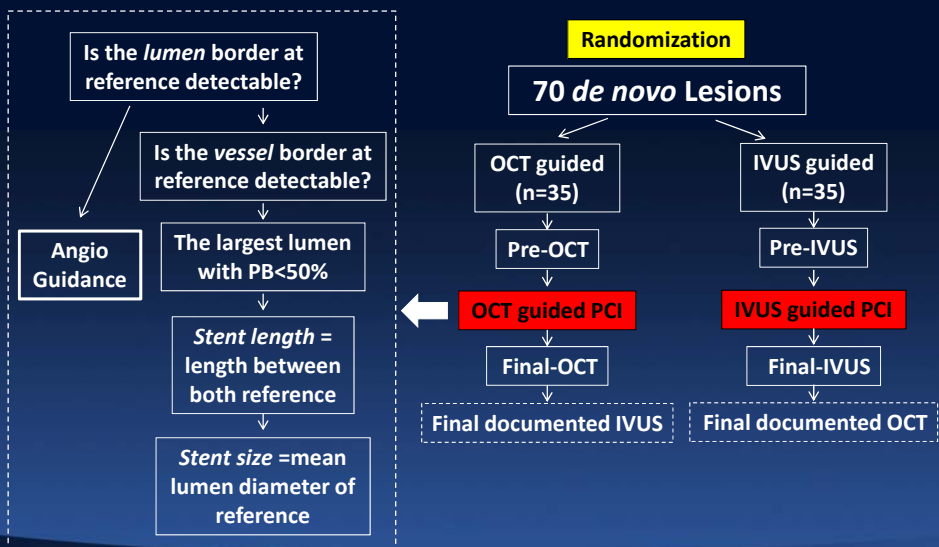 Is the lumen border at
reference detectable?
Is the vessel border at
reference detectable?
Angio
Guidance
The largest lumen
with PB<50%
Stent length =
length between
both reference
Stent size =mean
lumen diameter of
reference
Randomization
70 de novo Lesions
OCT guided
(n=35)
IVUS guided
(n=35)
Pre-OCT
Pre-IVUS
OCT guided PCI
IVUS guided PCI
Final-OCT
Final-IVUS
Final documented IVUS
Final documented OCT